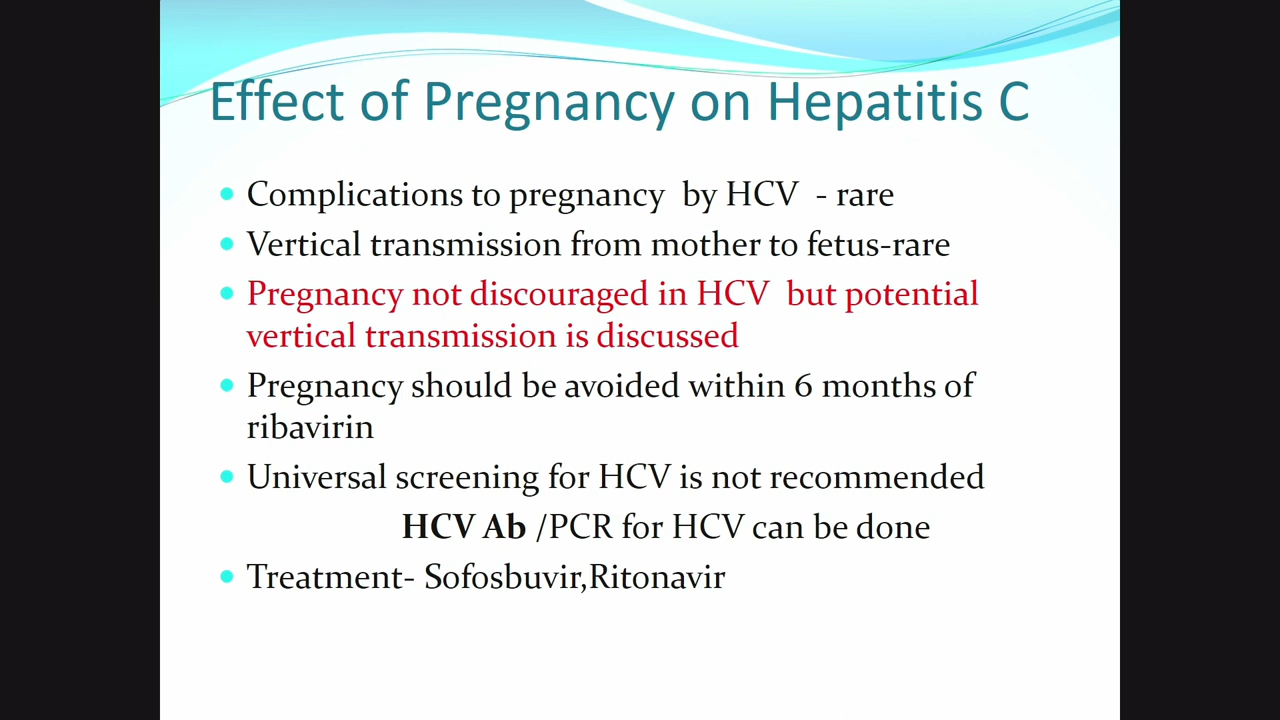 Effect of Pregnancy on Hepatitis C
Complications to pregnancy by HCV - rare
Vertical transmission from mother to fetus-rare
Pregnancy not discouraged in HCV but potential
vertical transmission is discussed
Pregnancy should be avoided within 6 months of
ribavirin
Universal screening for HCV is not recommended
HCV Ab /PCR for HCV can be done
Treatment- Sofosbuvir,Ritonavir